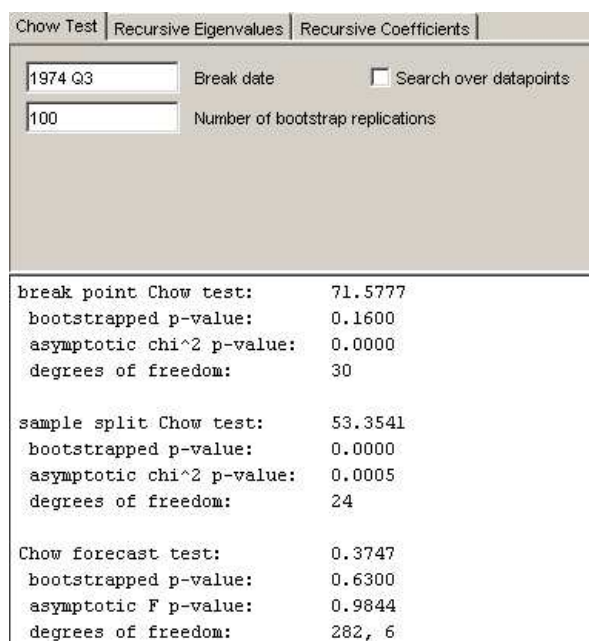 Chow Test Recursive Eigenvalues Recursive Coefficients
1974 Q3 Break date Search over datapoints
100 Number of bootstrap replications
break point Chow test: 71.5777
bootstrapped p-value: 0.1600
asymptotic chi^2 p-value: 0.0000
degrees of freedom: 30
sample split Chow test: 53.3541
bootstrapped p-value: 0.0000
asymptotic chi^2 p-value: 0.0005
degrees of freedom: 24
Chow forecast test: 0.3747
bootstrapped p-value: 0.6300
asymptotic F p-value: 0.9844
degrees of freedom: 282, 6